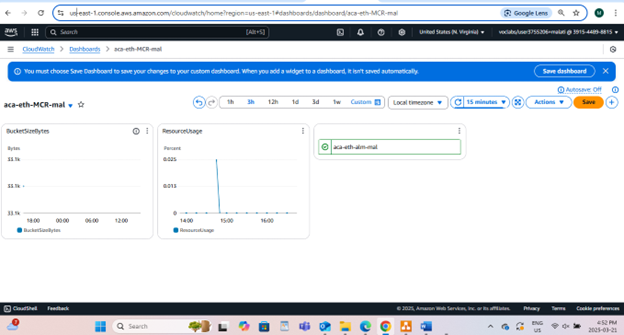 us-east-1.console.aws.amazon.com/cloudwatch/home?region=us-east-1#dashboards/dashboard/aca-eth-MCR-mal
Google Lens
M
aws
Search
[Alt+S]
United States (N. Virginia)
voclabs/user3755206=malati @ 3915-4489-8815
CloudWatch
Dashboards
aca-eth-MCR-mal
You must choose Save Dashboard to save your changes to your custom dashboard. When you add a widget to a dashboard, it isn't saved automatically.
Save dashboard
Autosave: Off
aca-eth-MCR-mal
1h 3h 12h 1d 3d 1w Custom
Local timezone
15 minutes
Actions
Save
BucketSizeBytes
Bytes
33.1k
33.1k
33.1k
18:00 00:00 06:00 12:00
BucketSizeBytes
ResourceUsage
Percent
0.025
0.013
0
14:00 15:00 16:00
ResourceUsage
aca-eth-alm-mal
CloudShell
Feedback
© 2025, Amazon Web Services, Inc. or its affiliates.
Privacy
Terms
Cookie preferences
Search
ENG
US
4:52 PM
2025-03-21